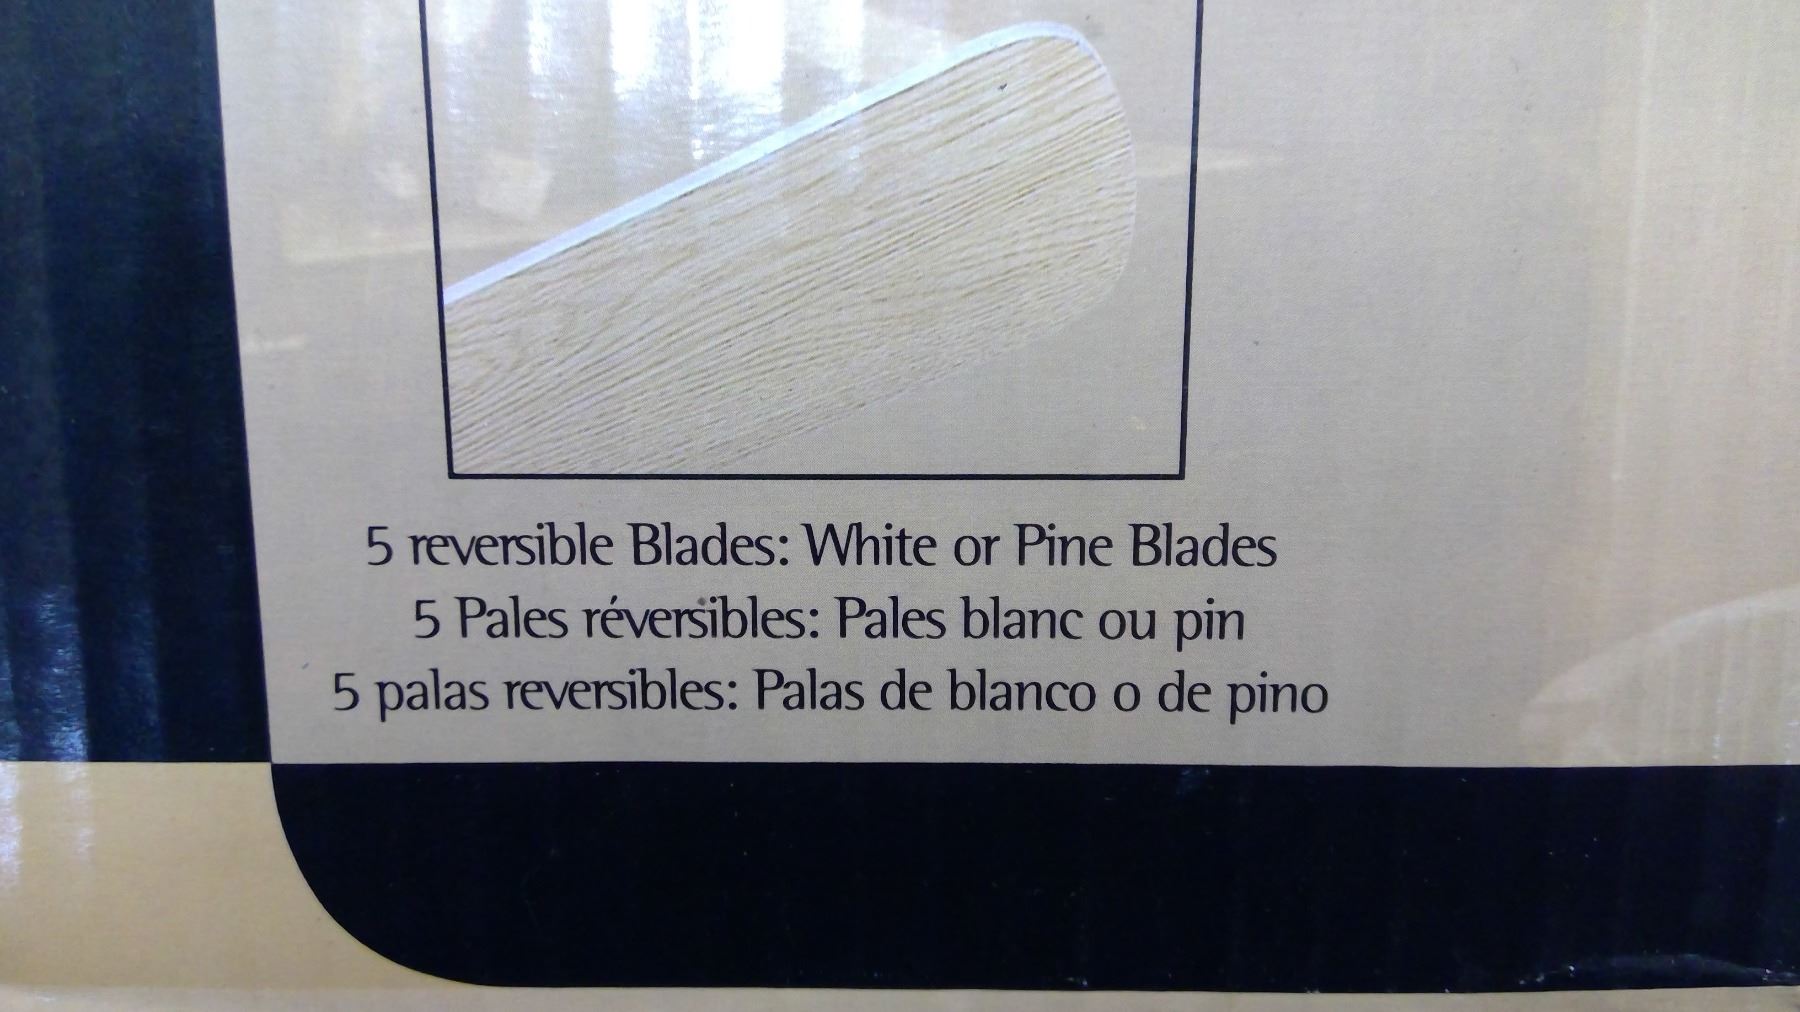 5 reversible Blades: White or Pine Blades
5 Pales réversibles: Pales blanc ou pin
5 palas reversibles: Palas de blanco o de pino